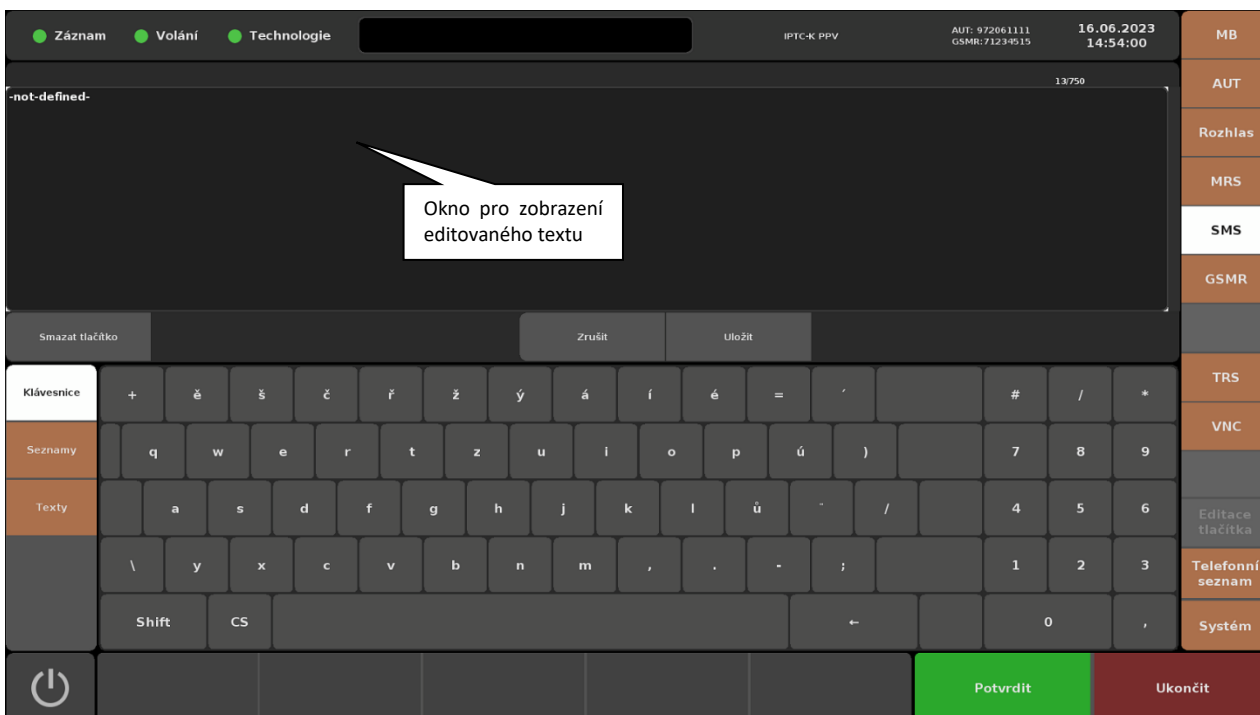 Záznam Volání Technologie IPTC-K PPV AUT: 972061111 16.06.2023
GSMR:71234515 14:54:00
MB
13/750
AUT
-not-defined-
Rozhlas
MRS
Okno pro zobrazení
editovaného textu
SMS
GSMR
Smazat tlačítko Zrušit Uložit
TRS
VNC
Editace
tlačítka
Telefonní
seznam
Systém
Klávesnice + ě š č ř ž ý á í é = ´ # / *
Seznamy q w e r t z u i o p ú ) 7 8 9
Texty a s d f g h j k l ů ¨ / 4 5 6
\ y x c v b n m , . - ; 1 2 3
Shift CS ← 0 ,
Potvrdit Ukončit